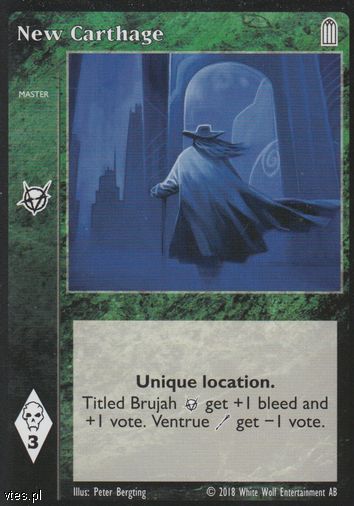 New Carthage
MASTER
Unique location.
Titled Brujah get +1 bleed and
+1 vote. Ventrue get −1 vote.
3
Illus: Peter Bergting © 2018 White Wolf Entertainment AB
vtes.pl